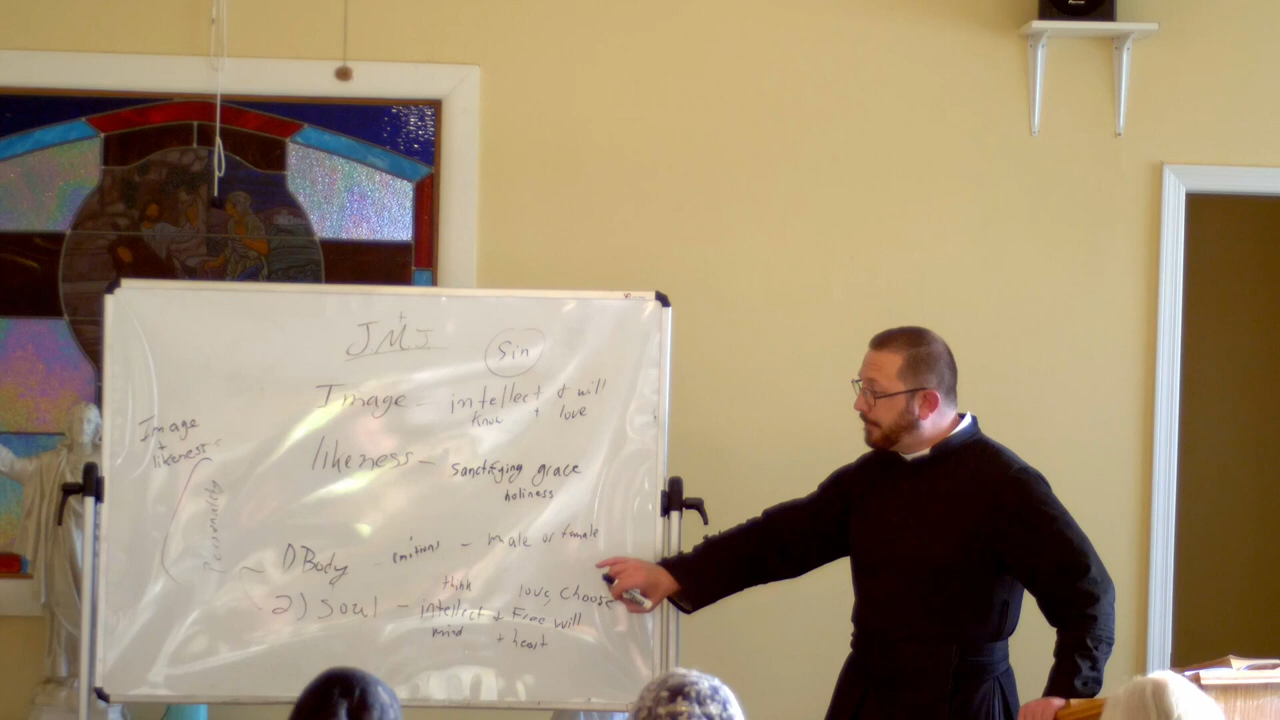 JMJ
Sin
Image - intellect + will
know + love
Image
+
likeness
likeness - sanctifying grace
holiness
Personality
1) Body - emotions - male or female
think love, choose
2) Soul - intellect + Free will
mind + heart